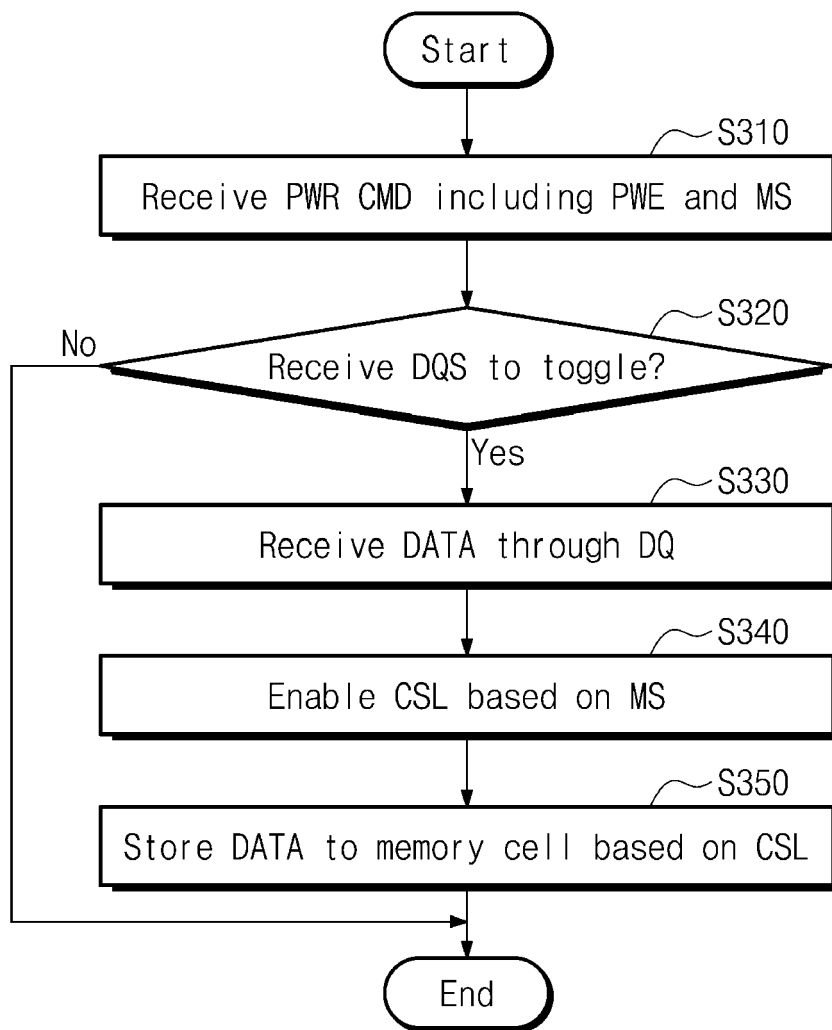 Start
S310
Receive PWR CMD including PWE and MS
S320
No
Receive DQS to toggle?
Yes
S330
Receive DATA through DQ
S340
Enable CSL based on MS
S350
Store DATA to memory cell based on CSL
End